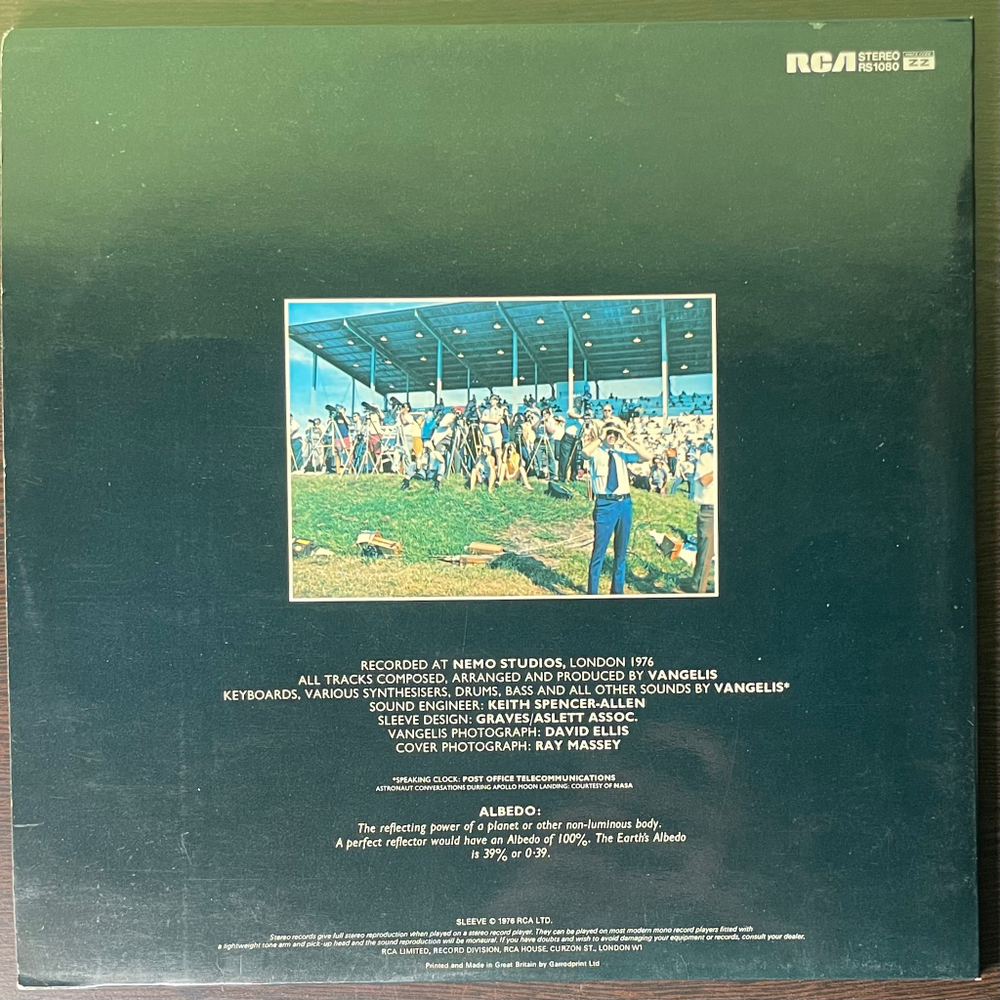 RCA STEREO
RS1080 ZZ
RECORDED AT NEMO STUDIOS, LONDON 1976
ALL TRACKS COMPOSED, ARRANGED AND PRODUCED BY VANGELIS
KEYBOARDS, VARIOUS SYNTHESISERS, DRUMS, BASS AND ALL OTHER SOUNDS BY VANGELIS*
SOUND ENGINEER: KEITH SPENCER-ALLEN
SLEEVE DESIGN: GRAVES/ASLETT ASSOC.
VANGELIS PHOTOGRAPH: DAVID ELLIS
COVER PHOTOGRAPH: RAY MASSEY
*SPEAKING CLOCK: POST OFFICE TELECOMMUNICATIONS
ASTRONAUT CONVERSATIONS DURING APOLLO MOON LANDING: COURTESY OF NASA
ALBEDO:
The reflecting power of a planet or other non-luminous body.
A perfect reflector would have an Albedo of 100%. The Earth's Albedo
is 39% or 0·39.
SLEEVE © 1976 RCA LTD.
Stereo records give full stereo reproduction when played on a stereo record player. They can be played on most modern mono record players fitted with
a lightweight tone arm and pick-up head and the sound reproduction will be monaural. If you have doubts and wish to avoid damaging your equipment or records, consult your dealer.
RCA LIMITED, RECORD DIVISION, RCA HOUSE, CURZON ST., LONDON W1
Printed and Made in Great Britain by Garrodprint Ltd